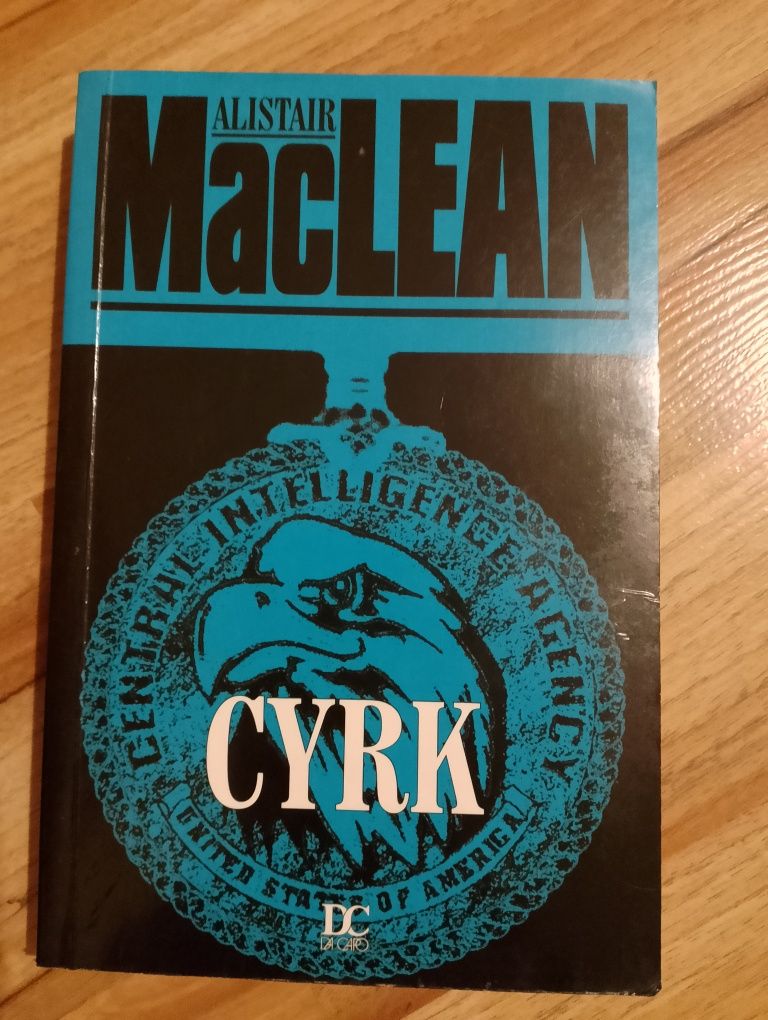 ALISTAIR
MacLEAN
CENTRAL INTELLIGENCE AGENCY
CYRK
UNITED STATES OF AMERICA
DC
DA CAPO